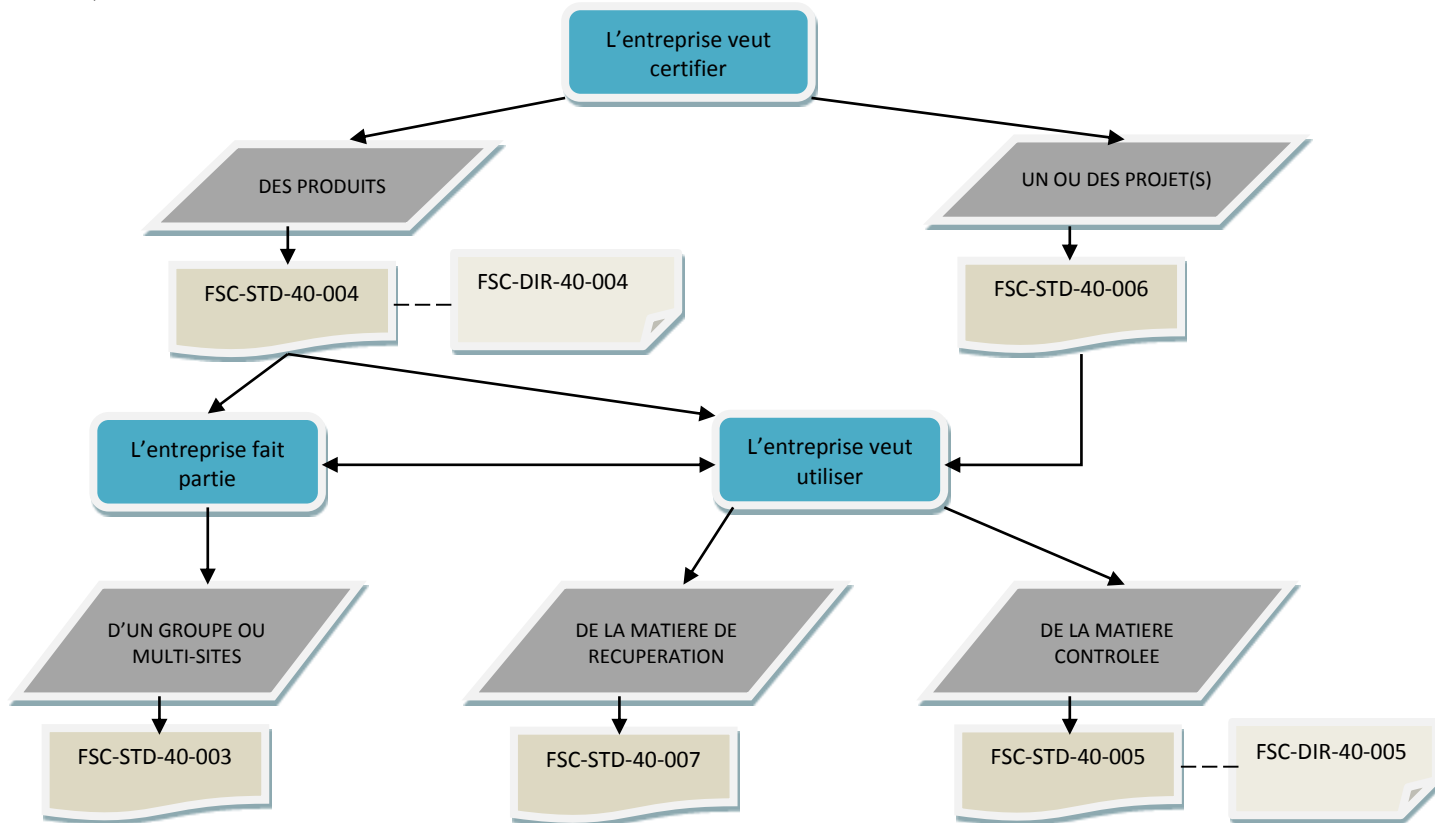 L'entreprise veut
certifier
DES PRODUITS
UN OU DES PROJET(S)
FSC-STD-40-004
FSC-DIR-40-004
FSC-STD-40-006
L'entreprise fait
partie
L'entreprise veut
utiliser
D'UN GROUPE OU
MULTI-SITES
DE LA MATIERE DE
RECUPERATION
DE LA MATIERE
CONTROLEE
FSC-STD-40-003
FSC-STD-40-007
FSC-STD-40-005
FSC-DIR-40-005